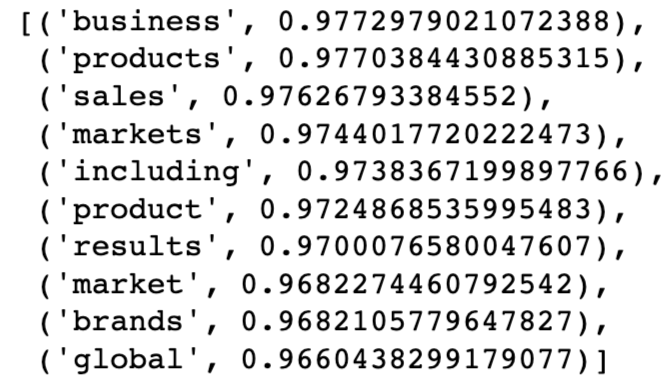 [('business', 0.9772979021072388),
('products', 0.9770384430885315),
('sales', 0.97626793384552),
('markets', 0.9744017720222473),
('including', 0.9738367199897766),
('product', 0.9724868535995483),
('results', 0.9700076580047607),
('market', 0.9682274460792542),
('brands', 0.9682105779647827),
('global', 0.9660438299179077)]